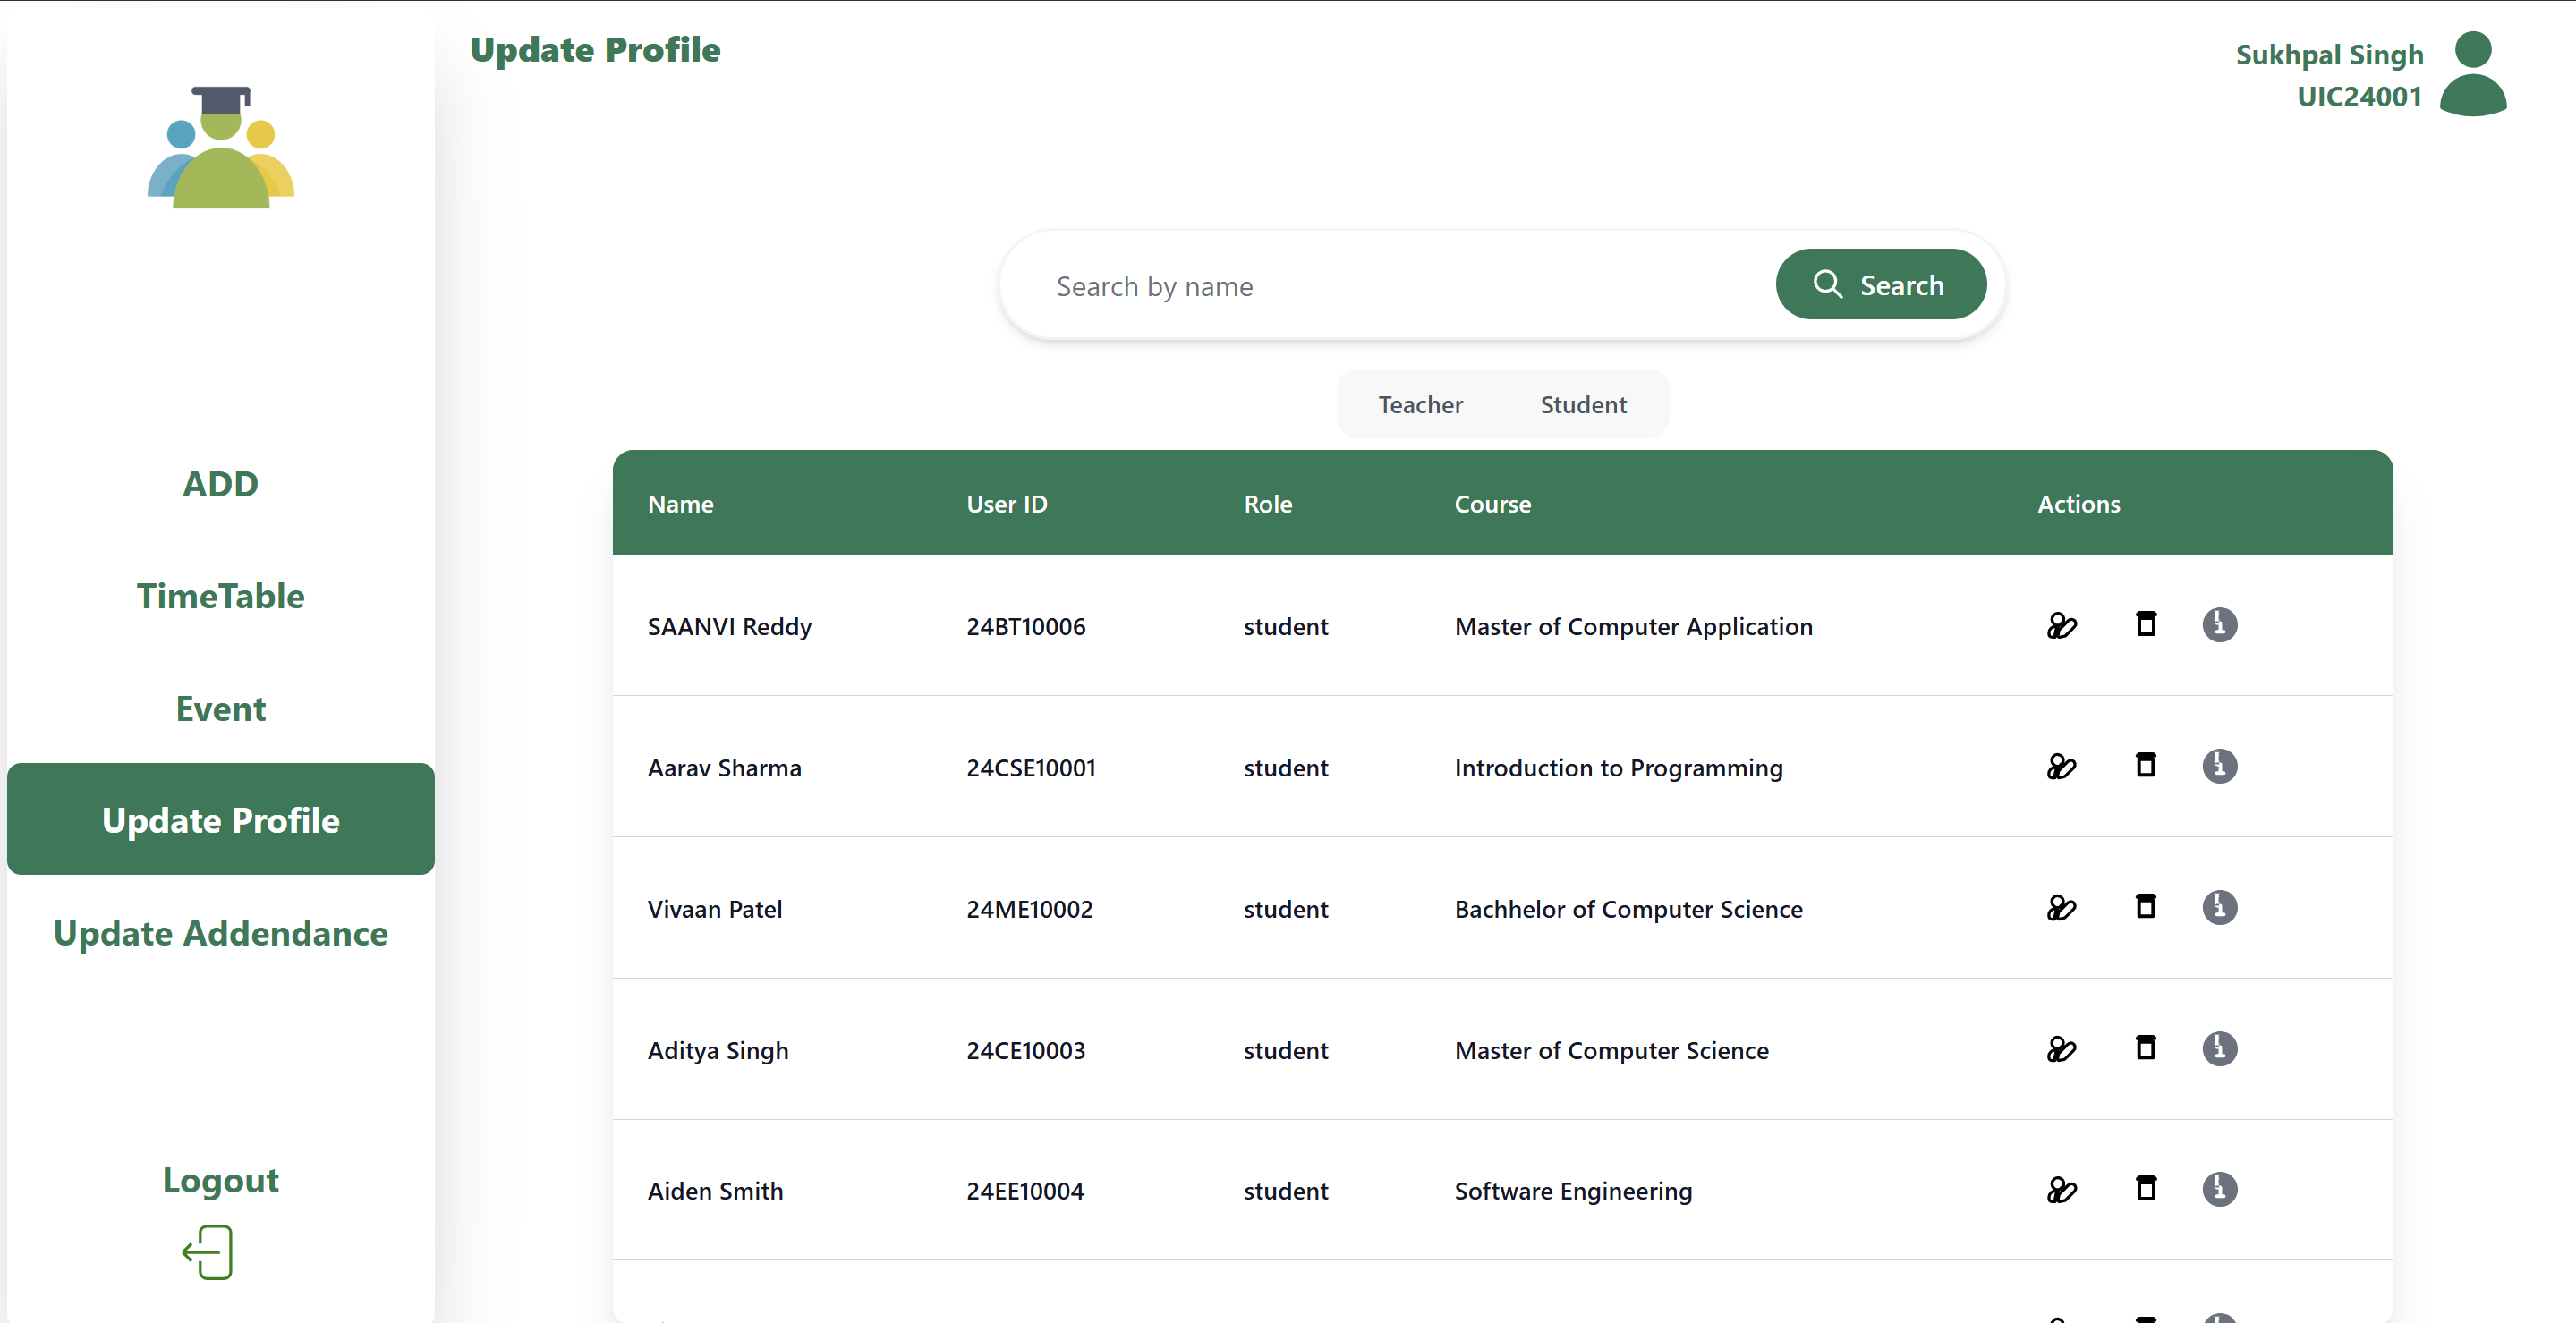 Update Profile
Sukhpal Singh
UIC24001
Search by name
Search
Teacher Student
ADD
TimeTable
Event
Update Profile
Update Addendance
Logout
Name User ID Role Course Actions
SAANVI Reddy 24BT10006 student Master of Computer Application
Aarav Sharma 24CSE10001 student Introduction to Programming
Vivaan Patel 24ME10002 student Bachhelor of Computer Science
Aditya Singh 24CE10003 student Master of Computer Science
Aiden Smith 24EE10004 student Software Engineering